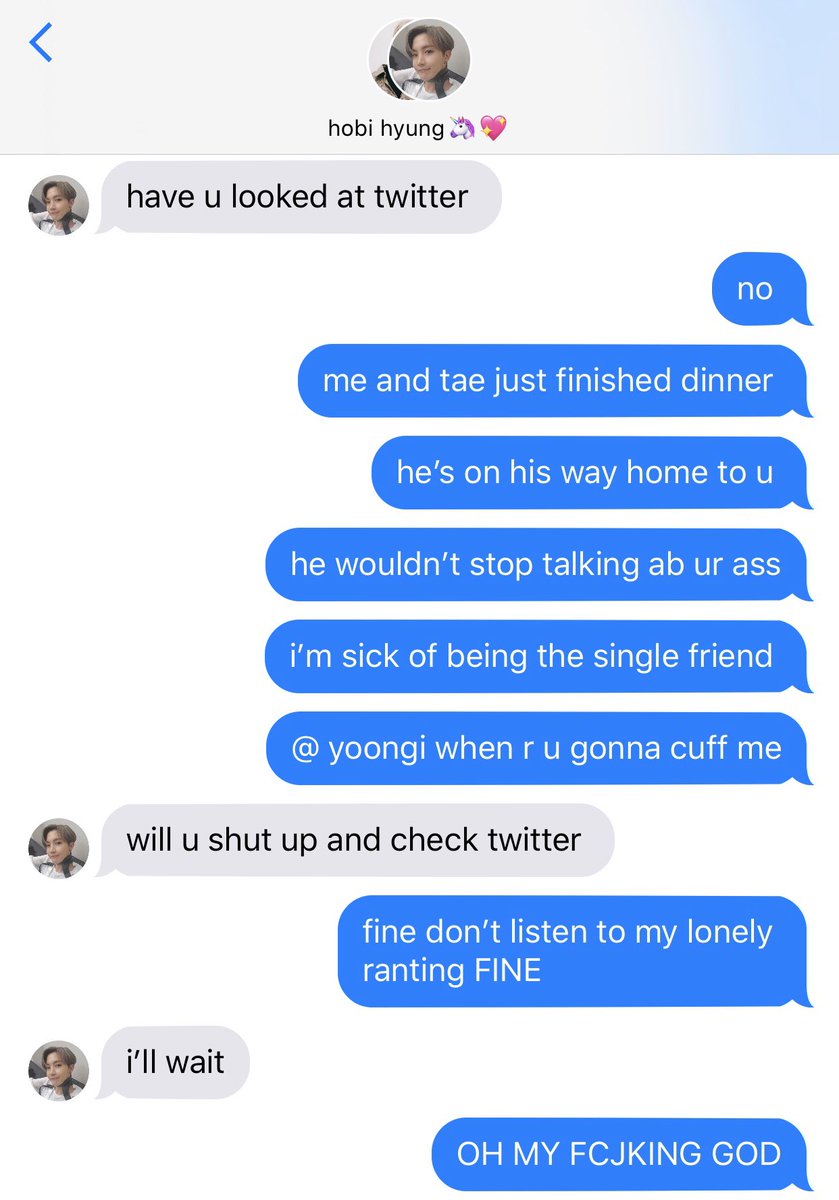 hobi hyung🦄💖
have u looked at twitter
no
me and tae just finished dinner
he’s on his way home to u
he wouldn’t stop talking ab ur ass
i’m sick of being the single friend
@ yoongi when r u gonna cuff me
will u shut up and check twitter
fine don’t listen to my lonely
ranting FINE
i’ll wait
OH MY FCJKING GOD